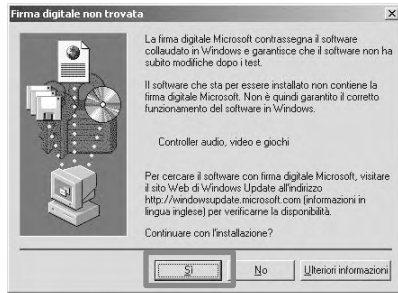 Firma digitale non trovata
La firma digitale Microsoft contrassegna il software
collaudato in Windows e garantisce che il software non ha
subito modifiche dopo i test.
Il software che sta per essere installato non contiene la
firma digitale Microsoft. Non è quindi garantito il corretto
funzionamento del software in Windows.
Controller audio, video e giochi
Per cercare il software con firma digitale Microsoft, visitare
il sito Web di Windows Update all'indirizzo
http://windowsupdate.microsoft.com (informazioni in
lingua inglese) per verificarne la disponibilità.
Continuare con l'installazione?
Sì No Ulteriori informazioni